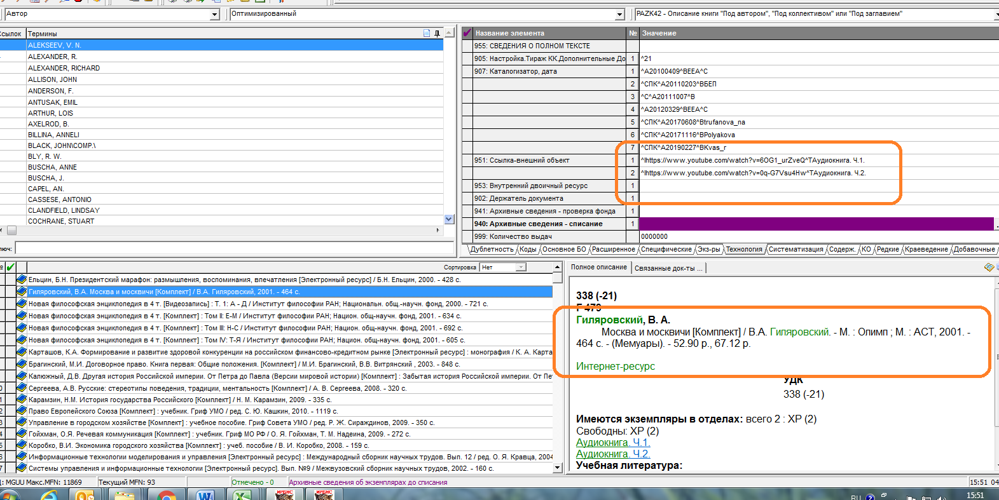 Автор
Оптимизированный
PAZK42 - Описание книги "Под автором", "Под коллективом" или "Под заглавием"
Ссылок Термины
ALEKSEEV, V. N.
ALEXANDER, R.
ALEXANDER, RICHARD
ALLISON, JOHN
ANDERSON, F.
ANTUSAK, EMIL
ARTHUR, LOIS
AXELROD, B.
BILLINA, ANNELI
BLACK, JOHN\COMP.\
BLY, R. W.
BUSCHA, ANNE
BUSCHA, J.
CAPEL, AN.
CASSESE, ANTONIO
CLANDFIELD, LINDSAY
COCHRANE, STUART
люч:
Название элемента № Значение
955: СВЕДЕНИЯ О ПОЛНОМ ТЕКСТЕ
905: Настройка.Тираж КК.Дополнительные До 1 ^21
907: Каталогизатор, дата 1 ^A20100409^BEEA^C
2 ^CПК^A20110203^BБЕП
3 ^C^A20111007^B
4 ^A20120329^BEEA^C
5 ^CПК^A20170608^Btrufanova_na
6 ^CПК^A20171116^BPolyakova
7 ^CПК^A20190227^BKvas_r
951: Ссылка-внешний объект 1 ^Ihttps://www.youtube.com/watch?v=6OG1_urZveQ^TАудиокнига. Ч.1.
2 ^Ihttps://www.youtube.com/watch?v=0q-G7Vsu4Hw^TАудиокнига. Ч.2.
953: Внутренний двоичный ресурс 1
902: Держатель документа 1
941: Архивные сведения - проверка фонда 1
940: Архивные сведения - списание 1
999: Количество выдач 0000000
Дублетность Коды Основное БО Расширенное Специфические Экз-ры Технология Систематизация Содерж. КО Редкие Краеведение Добавочные
Сортировка Нет
Ельцин, Б.Н. Президентский марафон: размышления, воспоминания, впечатления [Электронный ресурс] / Б.Н. Ельцин, 2000. - 428 с.
Гиляровский, В.А. Москва и москвичи [Комплект] / В.А. Гиляровский, 2001. - 464 с.
Новая философская энциклопедия в 4 т. [Видеозапись] : Т. 1: А - Д / Институт философии РАН; Национальн. общ.-научн. фонд, 2000. - 721 с.
Новая философская энциклопедия в 4 т. [Комплект] : Том II: Е-М / Институт философии РАН; Национ. общ-научн. фонд, 2001. - 634 с.
Новая философская энциклопедия в 4 т. [Комплект] : Том III: Н-С / Институт философии РАН; Национ. общ-научн. фонд, 2001. - 692 с.
Новая философская энциклопедия в 4 т. [Комплект] : Том IV: Т-Я / Институт философии РАН; Национ. общ-научн. фонд, 2001. - 605 с.
Карташов, К.А. Формирование и развитие здоровой конкуренции на российском финансово-кредитном рынке [Электронный ресурс] : монография / К. А. Карта
Брагинский, М.И. Договорное право. Книга первая: Общие положения. [Комплект] / М.И. Брагинский, В.В. Витрянский , 2003. - 848 с.
Калюжный, Д.В. Другая история Российской империи. От Петра до Павла (Версии мировой истории) [Комплект] : Забытая история Российской империи. От Пе
Сергеева, А.В. Русские: стереотипы поведения, традиции, ментальность [Комплект] / А. В. Сергеева, 2008. - 320 с.
Карамзин, Н.М. История государства Российского [Комплект] / Н. М. Карамзин, 2009. - 335 с.
Право Европейского Союза [Комплект] : учебник. Гриф УМО / ред. С. Ю. Кашкин, 2010. - 1119 с.
Управление в городском хозяйстве [Комплект] : учебное пособие. Гриф Совета УМО / ред. Р. Ж. Сираждинов, 2009. - 350 с.
Гойхман, О.Я. Речевая коммуникация [Комплект] : учебник. Гриф МО РФ / О. Я. Гойхман, Т. М. Надеина, 2009. - 272 с.
Коробко, В.И. Экономика городского хозяйства [Комплект] : учеб. пособие / В. И. Коробко, 2008. - 159 с.
Информационные технологии моделирования и управления [Электронный ресурс] : Международный сборник научных трудов. Вып. 12 / ред. О. Я. Кравца, 2004
Системы управления и информационные технологии [Электронный ресурс]. Вып. №9 / Межвузовский сборник научных трудов, 2002. - 160 с.
Полное описание Связанные док-ты ...
338 (-21)
Г 479
Гиляровский, В. А.
Москва и москвичи [Комплект] / В.А. Гиляровский. - М. : Олимп ; М. : АСТ, 2001. -
464 с. - (Мемуары). - 52.90 р., 67.12 р.
Интернет-ресурс
УДК
338 (-21)
Имеются экземпляры в отделах: всего 2 : ХР (2)
Свободны: ХР (2)
Аудиокнига. Ч.1.
Аудиокнига. Ч.2.
Учебная литература:
MGUU Макс.MFN: 11869 Текущий MFN: 93 Отмечено - 0 Архивные сведения об экземплярах до списания 15:51 04
ИРБИС ИРБИС
RU 15:51